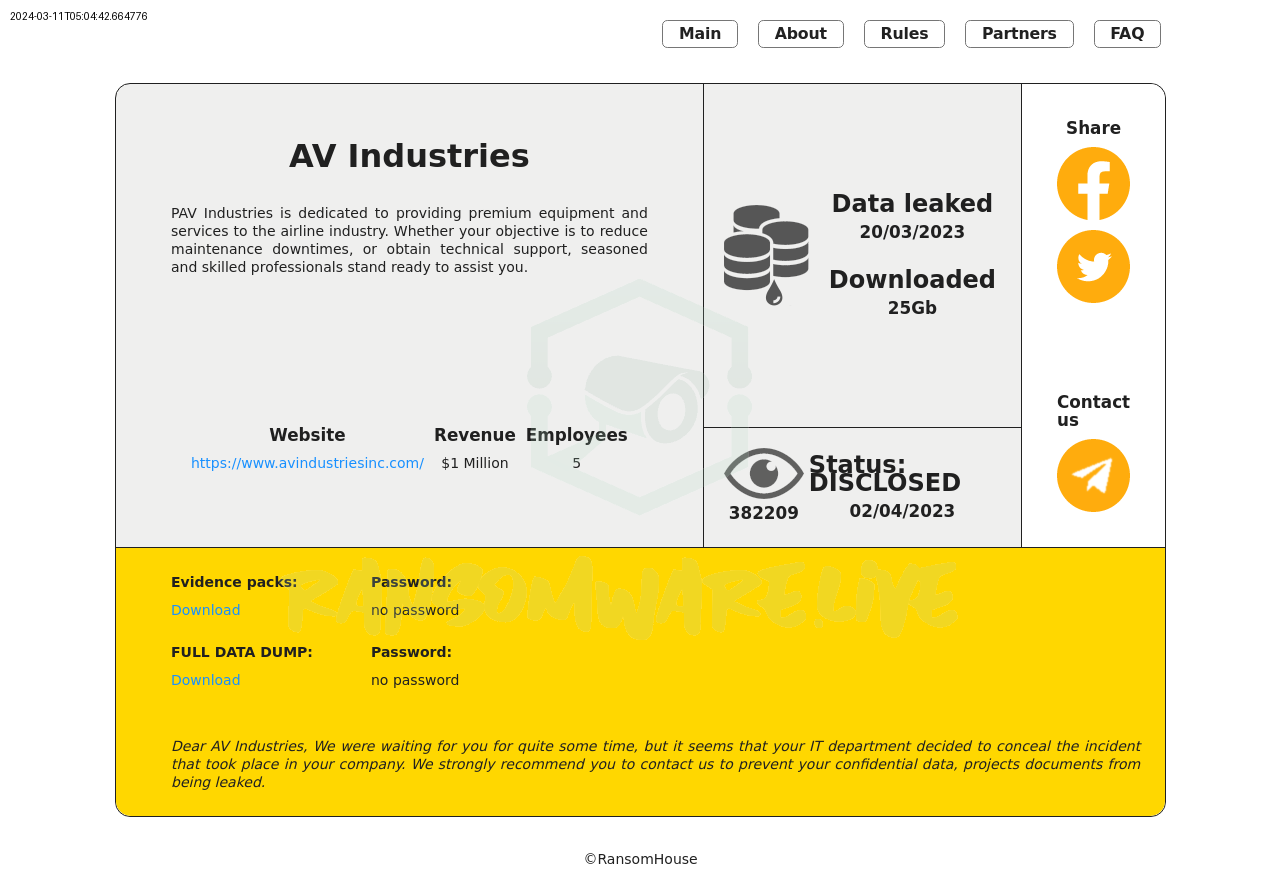 2024-03-11T05:04:42.664776
Main
About
Rules
Partners
FAQ
AV Industries
PAV Industries is dedicated to providing premium equipment and
services to the airline industry. Whether your objective is to reduce
maintenance downtimes, or obtain technical support, seasoned
and skilled professionals stand ready to assist you.
Website
Revenue
Employees
https://www.avindustriesinc.com/
$1 Million
5
Data leaked
20/03/2023
Downloaded
25Gb
Status:
DISCLOSED
382209
02/04/2023
Share
Contact
us
RANSOMWARE.LIVE
Evidence packs:
Password:
Download
no password
FULL DATA DUMP:
Password:
Download
no password
Dear AV Industries, We were waiting for you for quite some time, but it seems that your IT department decided to conceal the incident
that took place in your company. We strongly recommend you to contact us to prevent your confidential data, projects documents from
being leaked.
©RansomHouse